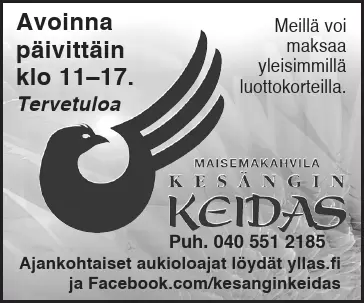 Avoinna
päivittäin
klo 11–17.
Tervetuloa
Meillä voi
maksaa
yleisimmillä
luottokorteilla.
MAISEMAKAHVILA
KESÄNGIN
KEIDAS
Puh. 040 551 2185
Ajankohtaiset aukioloajat löydät yllas.fi
ja Facebook.com/kesanginkeidas